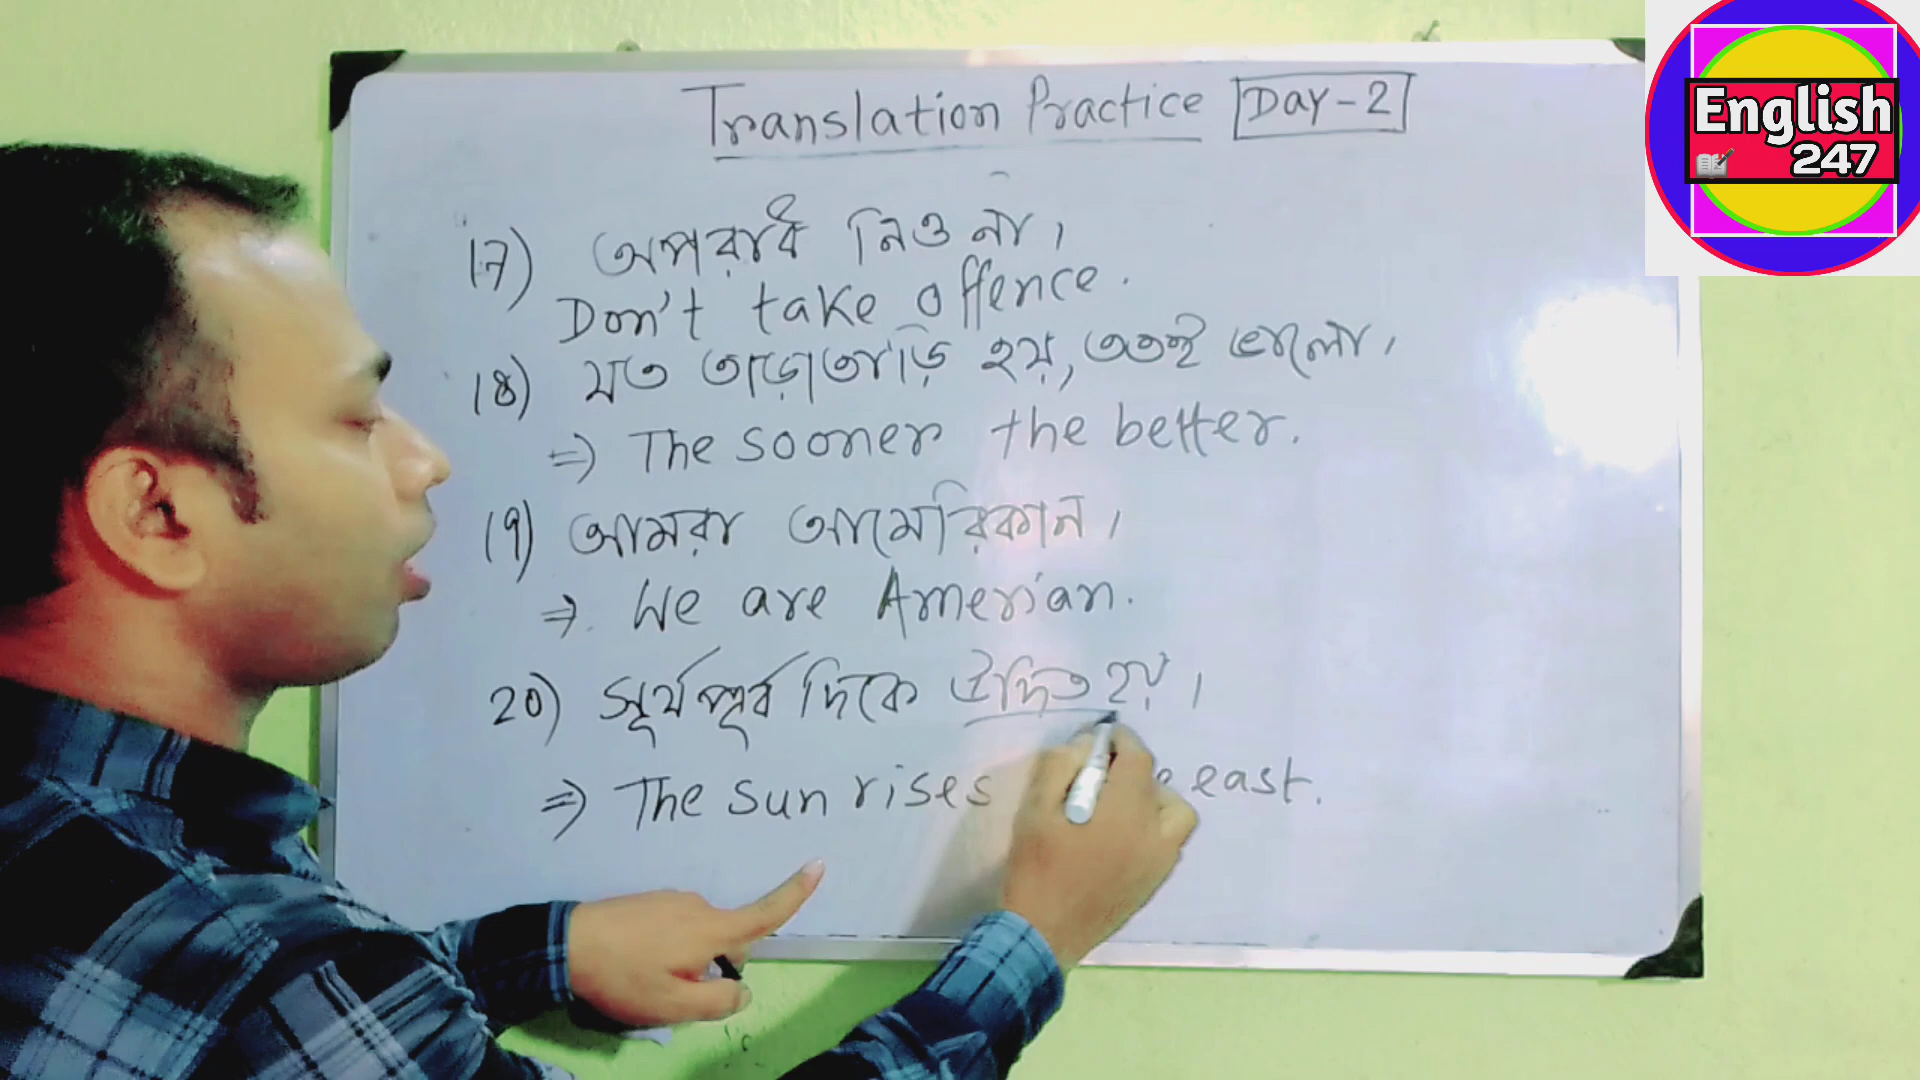 Translation Practice Day-2
English
247
17) অপরাধ নিও না।
Don't take offence.
18) যত তাড়াতাড়ি হয়, ততই ভালো।
⇒ The sooner the better.
19) আমরা আমেরিকান।
⇒ We are Amerian.
20) সূর্য পূর্ব দিকে উদিত হয়।
⇒ The sun rises east.